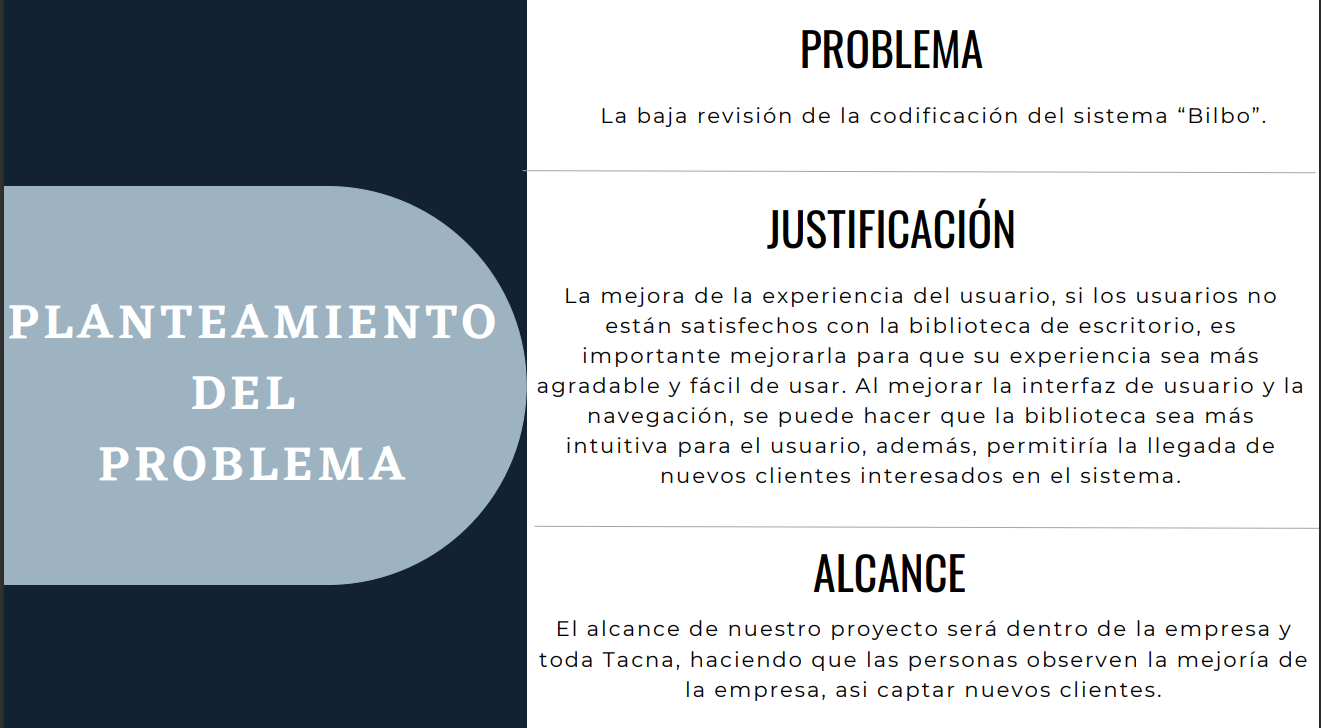 PLANTEAMIENTO
DEL
PROBLEMA
PROBLEMA
La baja revisión de la codificación del sistema “Bilbo”.
JUSTIFICACIÓN
La mejora de la experiencia del usuario, si los usuarios no
están satisfechos con la biblioteca de escritorio, es
importante mejorarla para que su experiencia sea más
agradable y fácil de usar. Al mejorar la interfaz de usuario y la
navegación, se puede hacer que la biblioteca sea más
intuitiva para el usuario, además, permitiría la llegada de
nuevos clientes interesados en el sistema.
ALCANCE
El alcance de nuestro proyecto será dentro de la empresa y
toda Tacna, haciendo que las personas observen la mejoría de
la empresa, asi captar nuevos clientes.